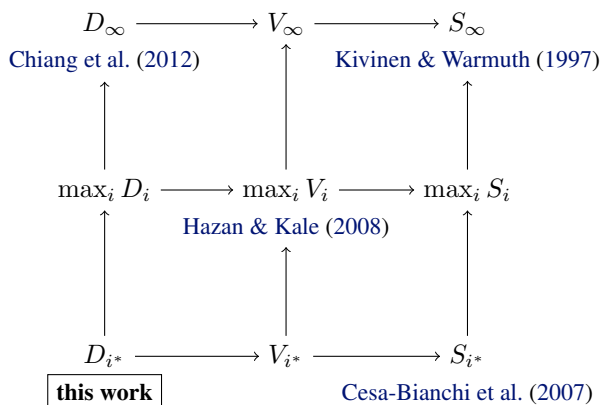 D∞ V∞ S∞
Chiang et al. (2012) Kivinen & Warmuth (1997)
maxᵢ Dᵢ maxᵢ Vᵢ maxᵢ Sᵢ
Hazan & Kale (2008)
Dᵢ* Vᵢ* Sᵢ*
this work Cesa-Bianchi et al. (2007)